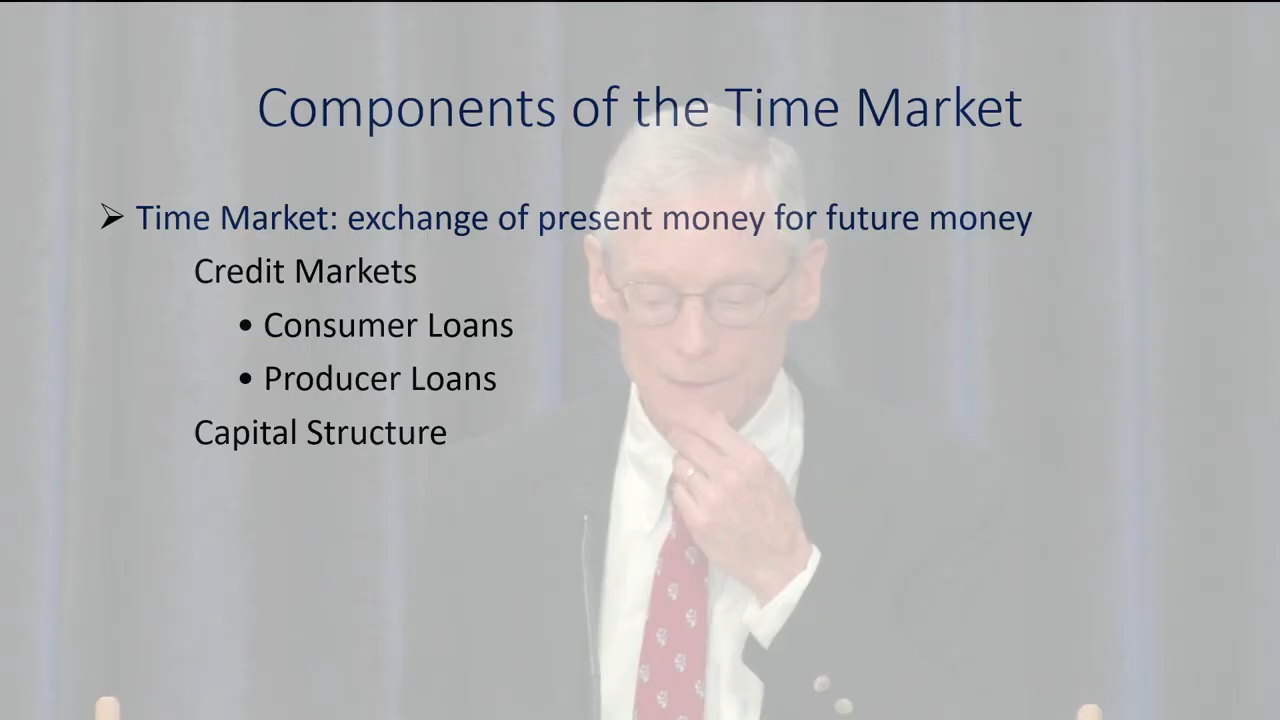 Components of the Time Market
➢ Time Market: exchange of present money for future money
Credit Markets
• Consumer Loans
• Producer Loans
Capital Structure